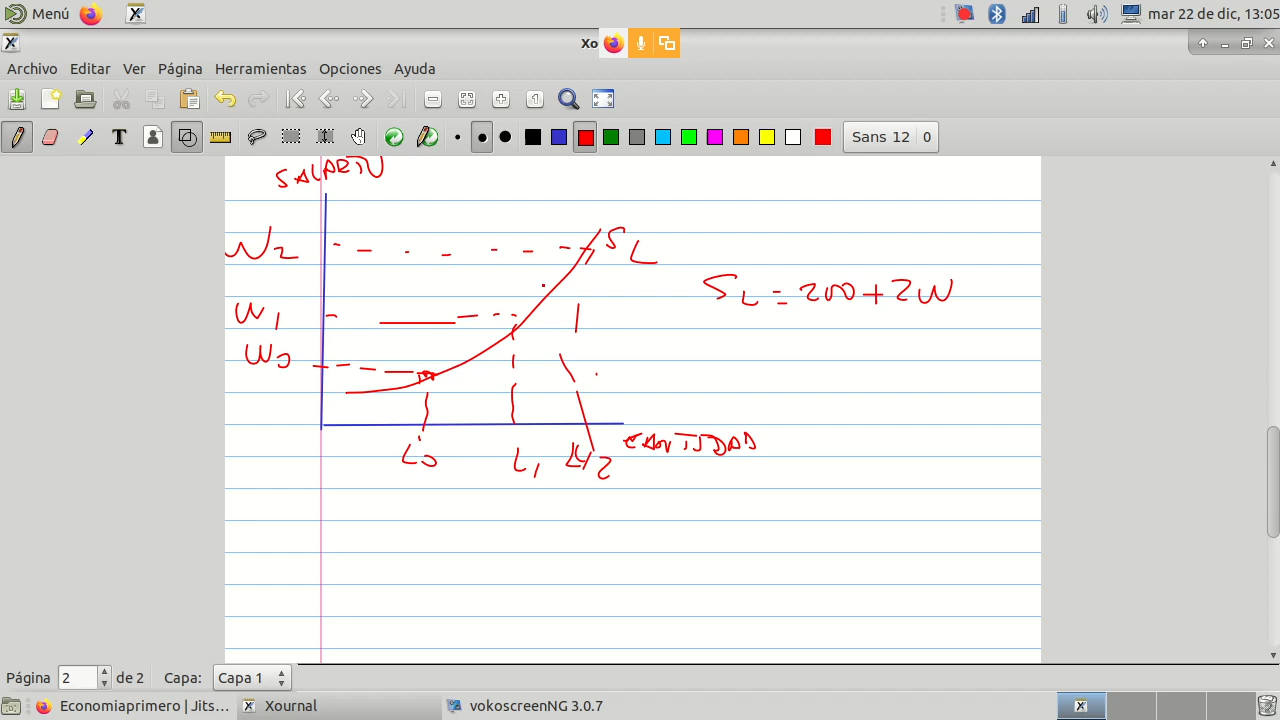 Menú
mar 22 de dic, 13:05
Xo
Archivo Editar Ver Página Herramientas Opciones Ayuda
Sans 12 0
SALARIO
W2
SL
SL = 200 + 2W
W1
W0
CANTIDAD
L0 L1 L2
Página 2 de 2 Capa: Capa 1
Economiaprimero | Jits... Xournal vokoscreenNG 3.0.7